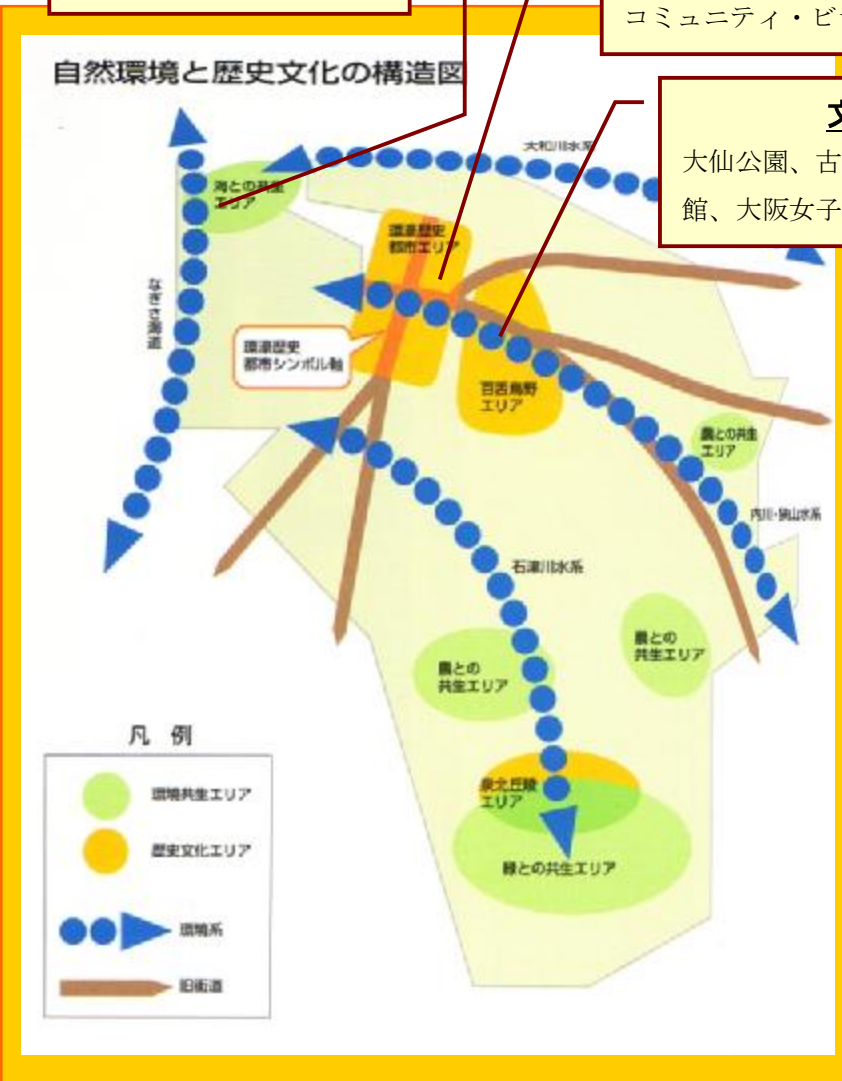 コミュニティ・ビ
自然環境と歴史文化の構造図
文
大仙公園、古
館、大阪女子
大和川水系
海との共生
エリア
環濠歴史
都市エリア
なぎさ海道
環濠歴史
都市シンボル軸
百舌鳥野
エリア
農との共生
エリア
内川・狭山水系
石津川水系
農との
共生エリア
農との
共生エリア
泉北丘陵
エリア
緑との共生エリア
凡 例
環境共生エリア
歴史文化エリア
環境系
旧街道